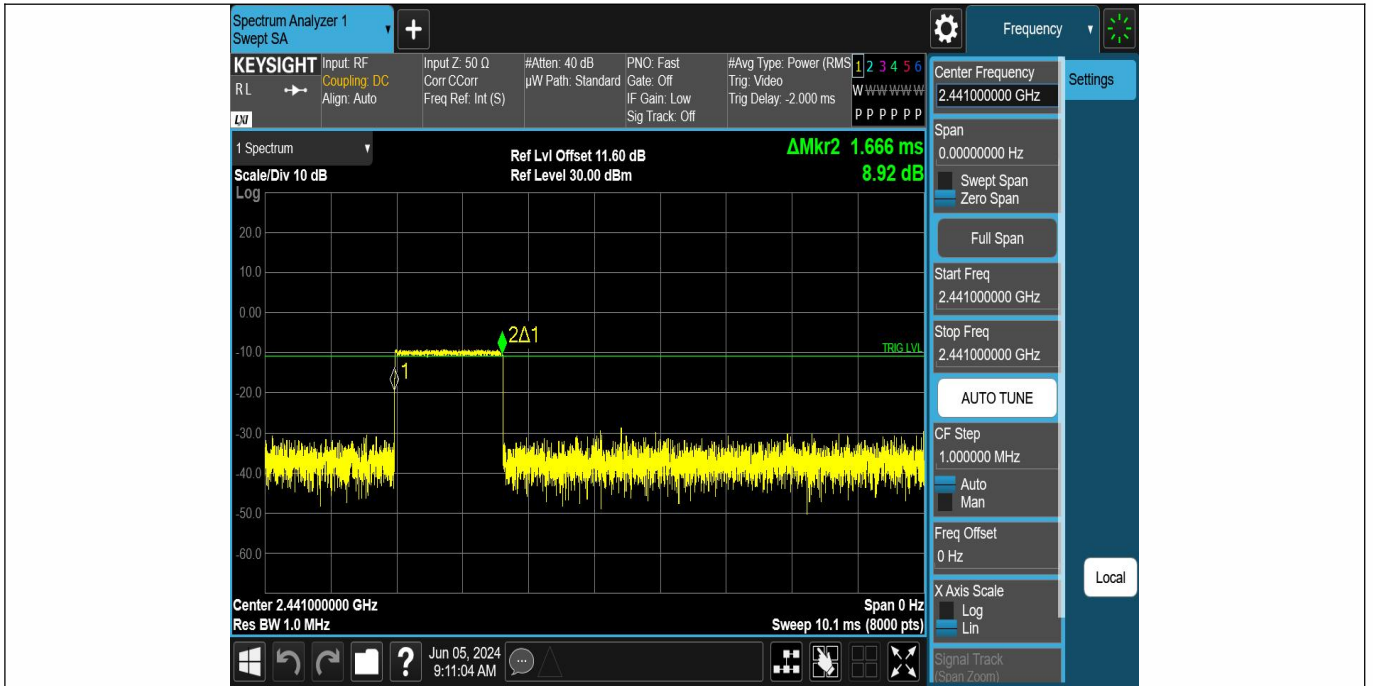 Spectrum Analyzer 1
Swept SA
+
Frequency
KEYSIGHT
RL
LXI
Input: RF
Coupling: DC
Align: Auto
Input Z: 50 Ω
Corr CCorr
Freq Ref: Int (S)
#Atten: 40 dB
µW Path: Standard
PNO: Fast
Gate: Off
IF Gain: Low
Sig Track: Off
#Avg Type: Power (RMS
Trig: Video
Trig Delay: -2.000 ms
1 2 3 4 5 6
W W W W W W
P P P P P P
1 Spectrum
Scale/Div 10 dB
Ref Lvl Offset 11.60 dB
Ref Level 30.00 dBm
ΔMkr2 1.666 ms
8.92 dB
Log
20.0
10.0
0.00
-10.0
-20.0
-30.0
-40.0
-50.0
-60.0
2Δ1
1
TRIG LVL
Center 2.441000000 GHz
Res BW 1.0 MHz
Span 0 Hz
Sweep 10.1 ms (8000 pts)
Jun 05, 2024
9:11:04 AM
?
Center Frequency
2.441000000 GHz
Settings
Span
0.00000000 Hz
Swept Span
Zero Span
Full Span
Start Freq
2.441000000 GHz
Stop Freq
2.441000000 GHz
AUTO TUNE
CF Step
1.000000 MHz
Auto
Man
Freq Offset
0 Hz
X Axis Scale
Log
Lin
Local
Signal Track
(Span Zoom)